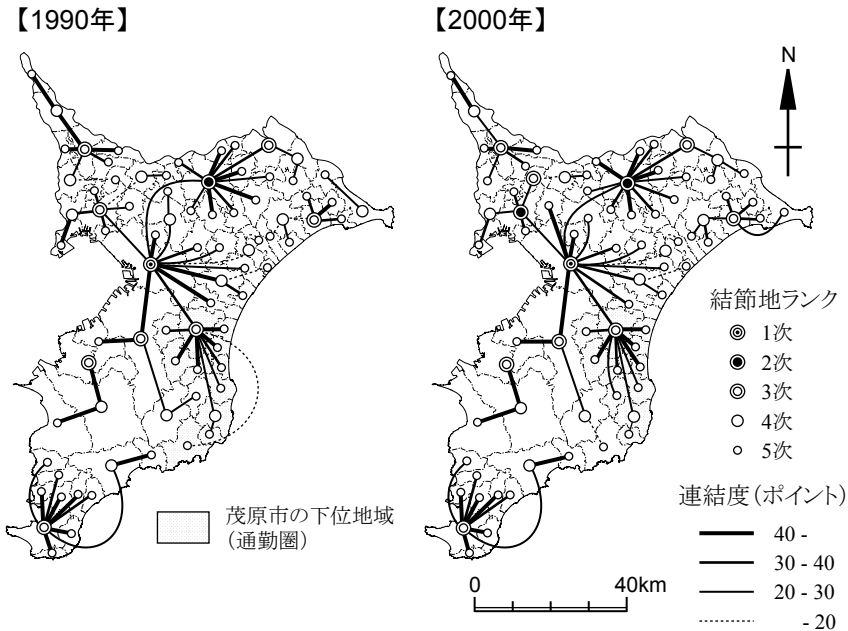 【1990年】
【2000年】
N
結節地ランク
1次
2次
3次
4次
5次
茂原市の下位地域
(通勤圏)
連結度(ポイント)
40 -
30 - 40
20 - 30
- 20
0 40km